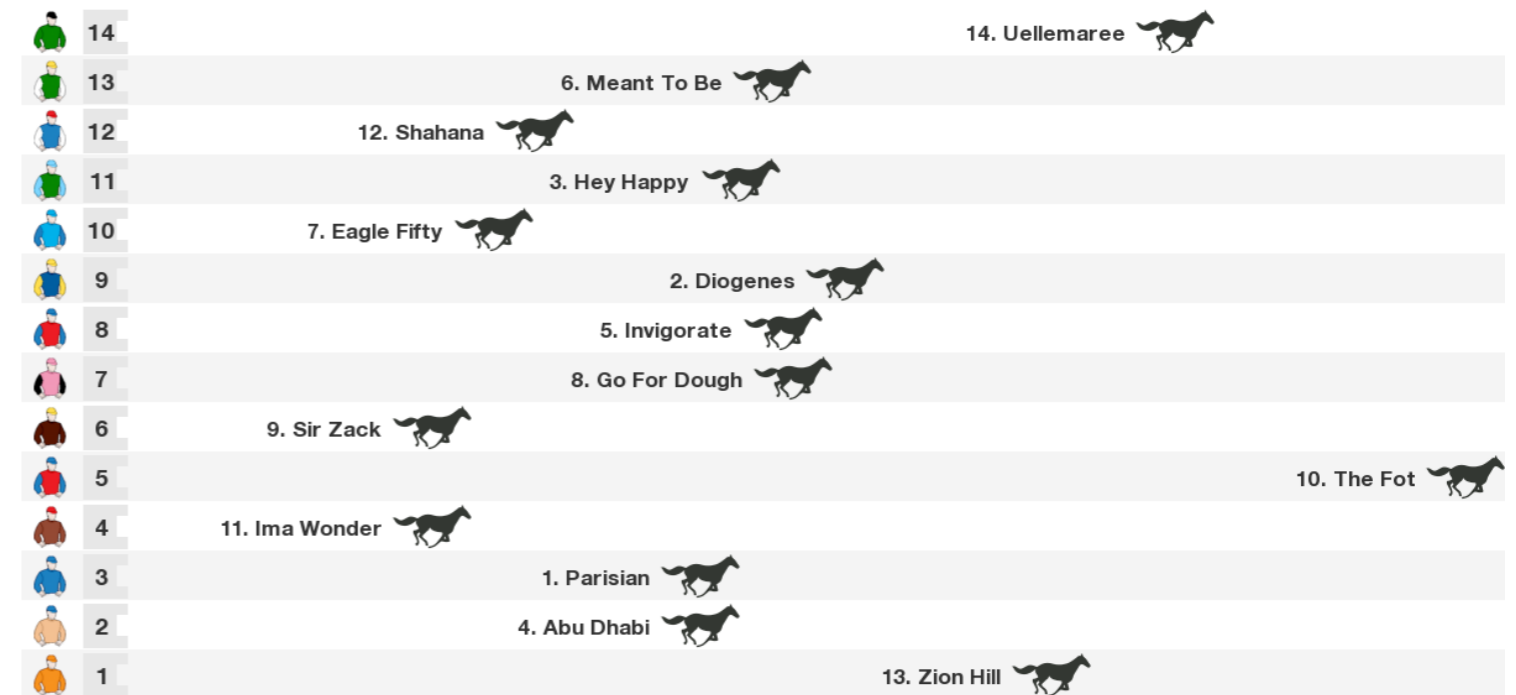 14 14. Uellemaree
13 6. Meant To Be
12 12. Shahana
11 3. Hey Happy
10 7. Eagle Fifty
9 2. Diogenes
8 5. Invigorate
7 8. Go For Dough
6 9. Sir Zack
5 10. The Fot
4 11. Ima Wonder
3 1. Parisian
2 4. Abu Dhabi
1 13. Zion Hill